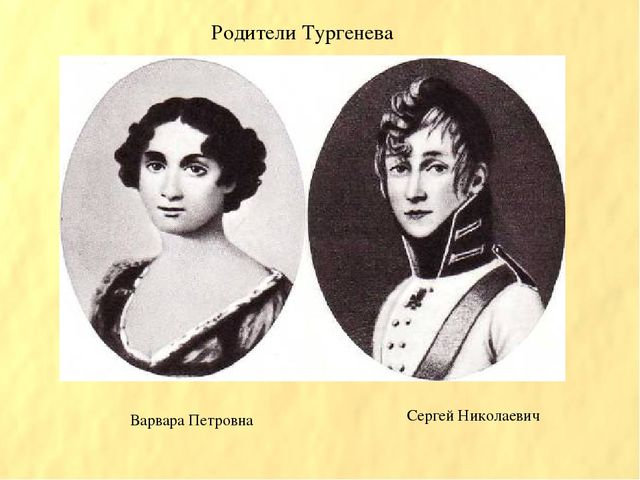 Родители Тургенева
Варвара Петровна
Сергей Николаевич